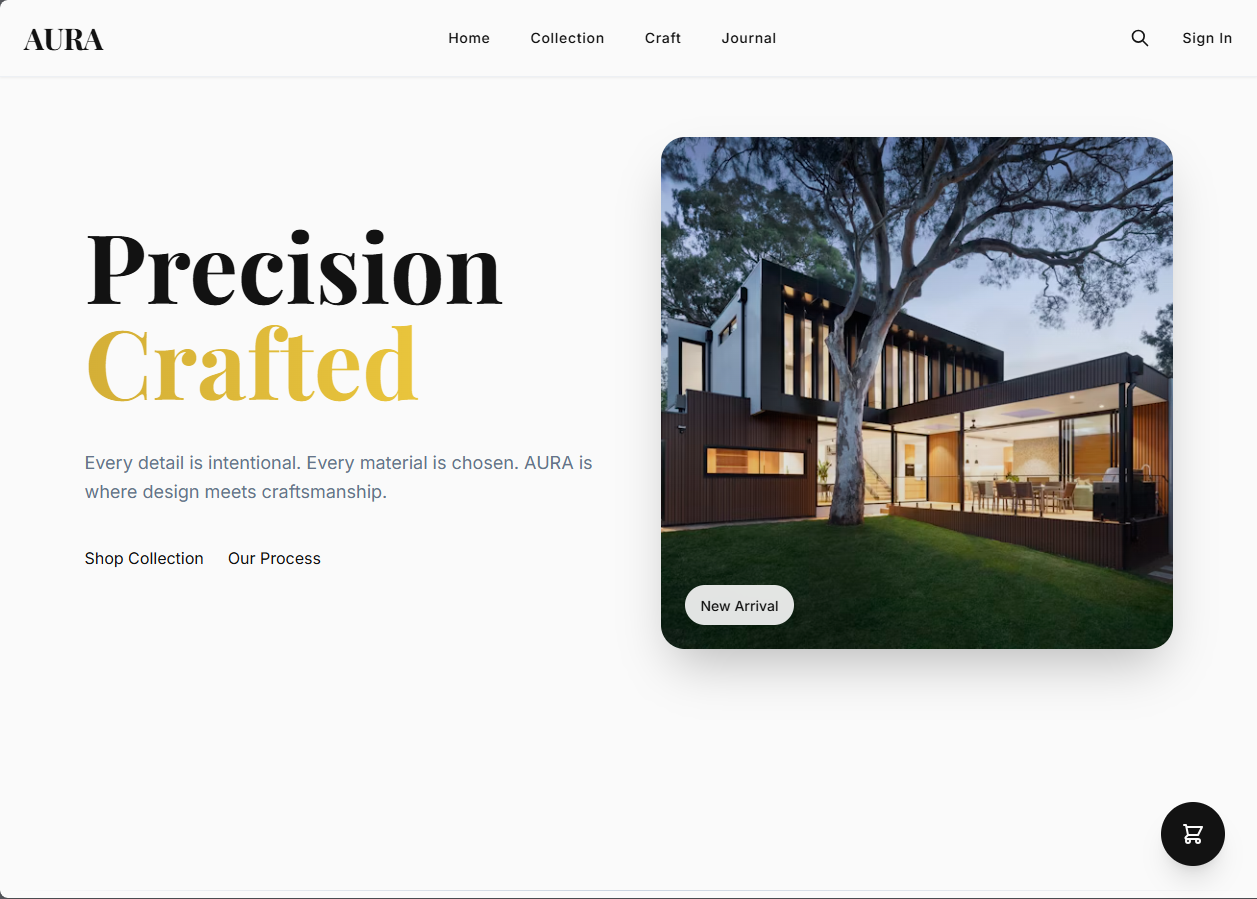 AURA
Home
Collection
Craft
Journal
Sign In
Precision
Crafted
Every detail is intentional. Every material is chosen. AURA is
where design meets craftsmanship.
Shop Collection
Our Process
New Arrival